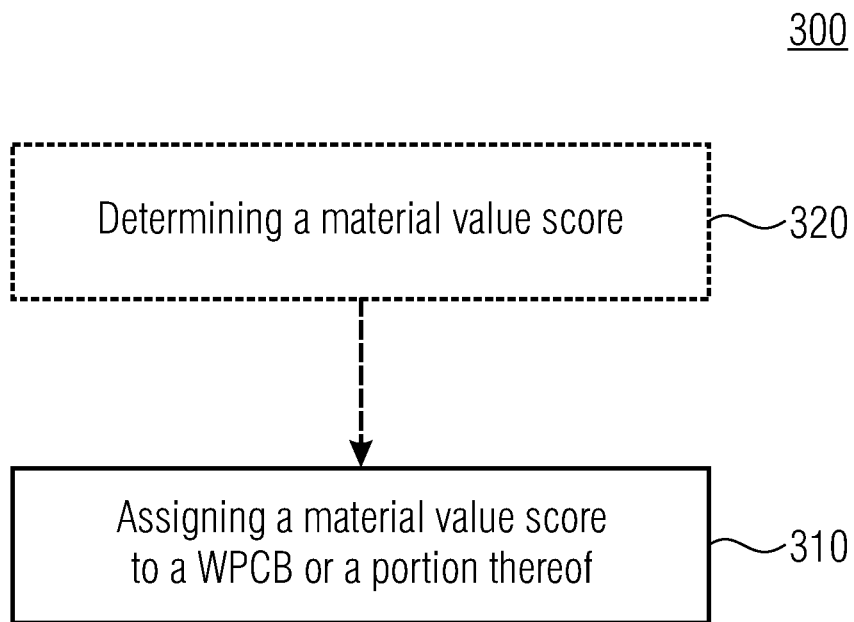 300
Determining a material value score
320
Assigning a material value score
to a WPCB or a portion thereof
310